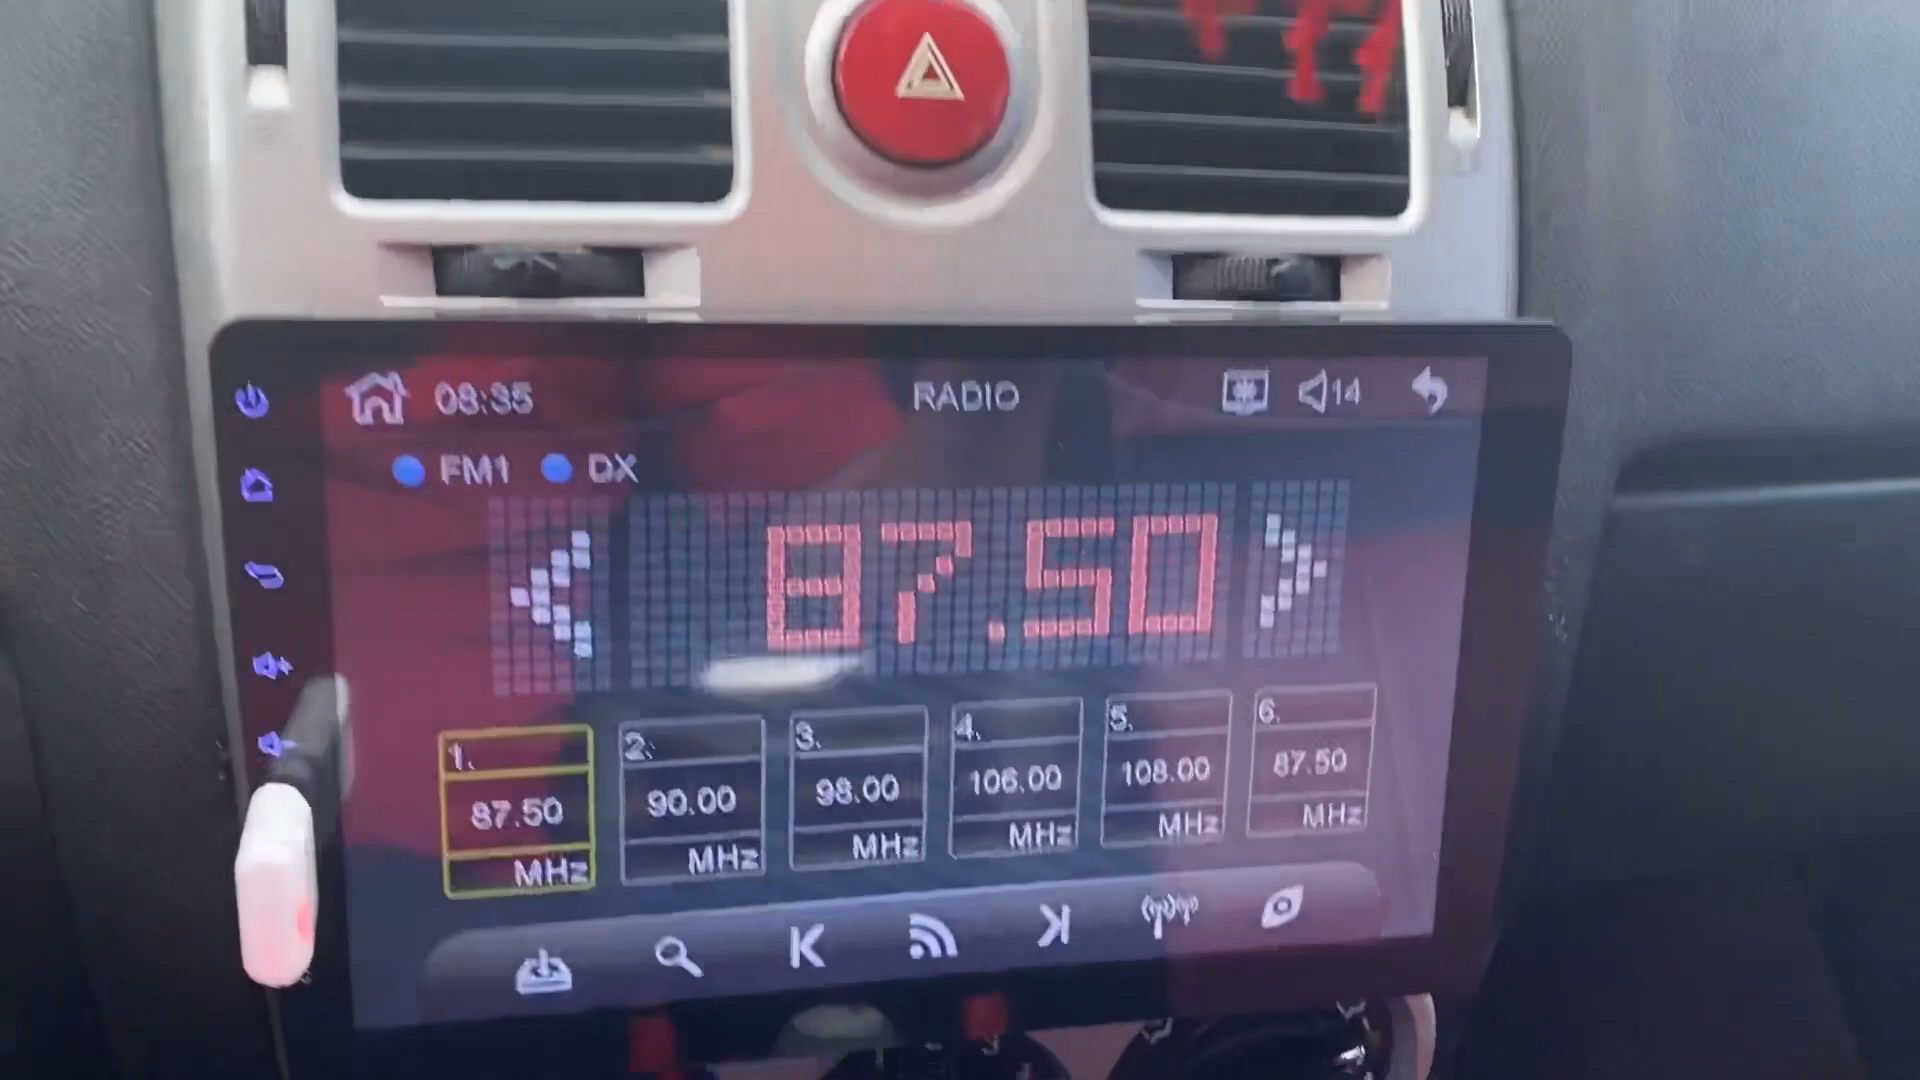 08:35 RADIO 14
FM1 DX
87.50
1. 2. 3. 4. 5. 6.
87.50 90.00 98.00 106.00 108.00 87.50
MHz MHz MHz MHz MHz MHz